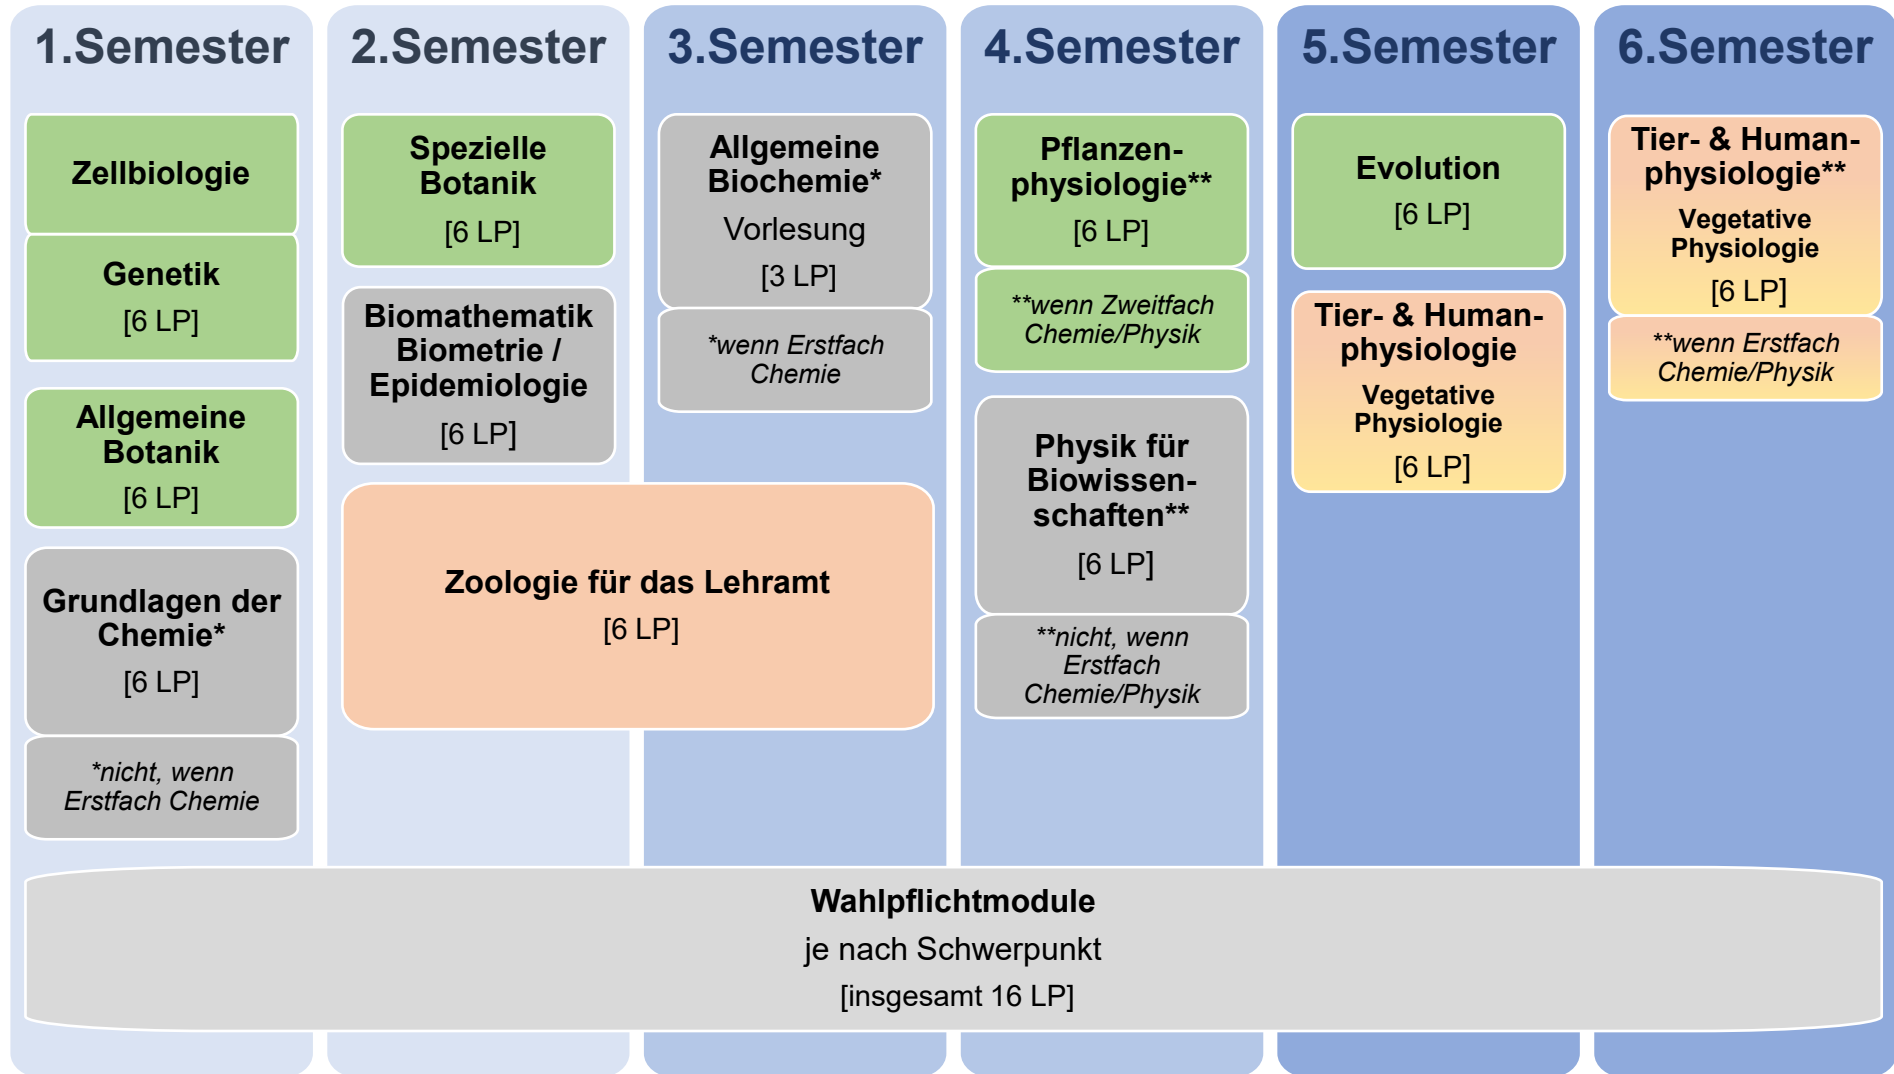 1.Semester
Zellbiologie
Genetik
[6 LP]
Allgemeine
Botanik
[6 LP]
Grundlagen der
Chemie*
[6 LP]
*nicht, wenn
Erstfach Chemie
2.Semester
Spezielle
Botanik
[6 LP]
Biomathematik
Biometrie /
Epidemiologie
[6 LP]
Zoologie für das Lehramt
[6 LP]
3.Semester
Allgemeine
Biochemie*
Vorlesung
[3 LP]
*wenn Erstfach
Chemie
4.Semester
Pflanzen-
physiologie**
[6 LP]
**wenn Zweitfach
Chemie/Physik
Physik für
Biowissen-
schaften**
[6 LP]
**nicht, wenn
Erstfach
Chemie/Physik
5.Semester
Evolution
[6 LP]
Tier- & Human-
physiologie
Vegetative
Physiologie
[6 LP]
6.Semester
Tier- & Human-
physiologie**
Vegetative
Physiologie
[6 LP]
**wenn Erstfach
Chemie/Physik
Wahlpflichtmodule
je nach Schwerpunkt
[insgesamt 16 LP]